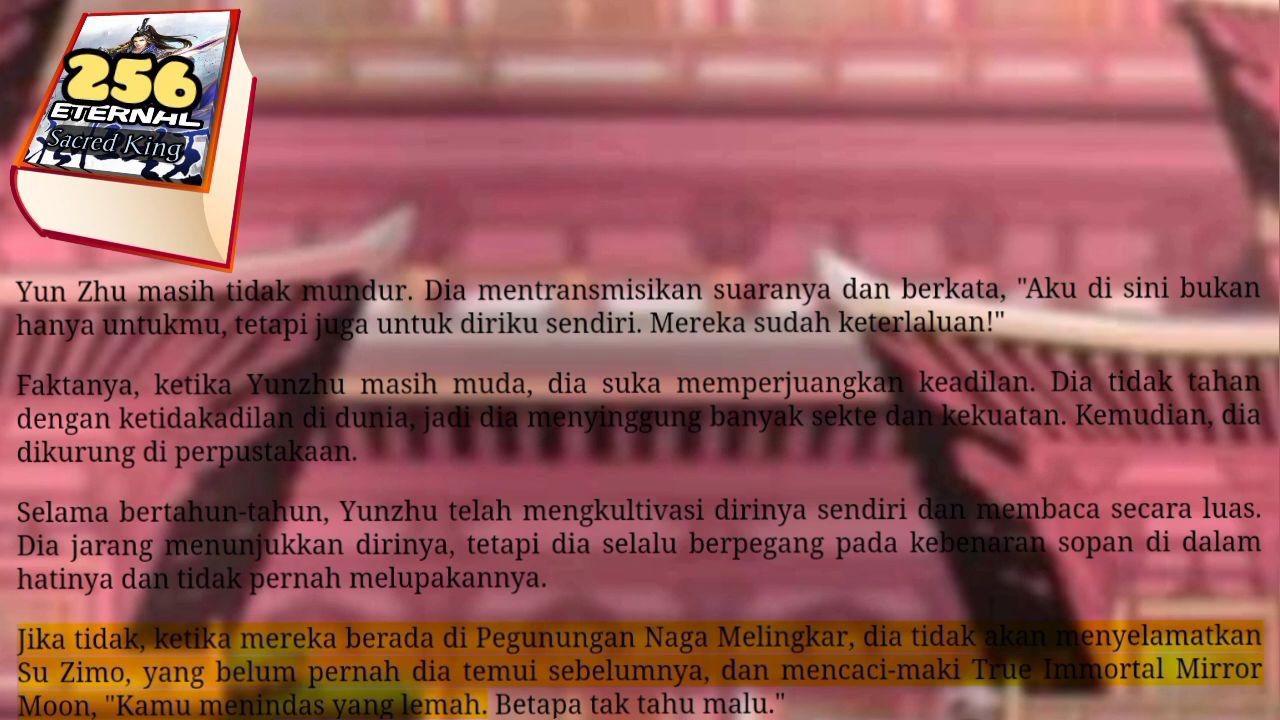 256
ETERNAL
Sacred King
Yun Zhu masih tidak mundur. Dia mentransmisikan suaranya dan berkata, "Aku di sini bukan
hanya untukmu, tetapi juga untuk diriku sendiri. Mereka sudah keterlaluan!"
Faktanya, ketika Yunzhu masih muda, dia suka memperjuangkan keadilan. Dia tidak tahan
dengan ketidakadilan di dunia, jadi dia menyinggung banyak sekte dan kekuatan. Kemudian, dia
dikurung di perpustakaan.
Selama bertahun-tahun, Yunzhu telah mengkultivasi dirinya sendiri dan membaca secara luas.
Dia jarang menunjukkan dirinya, tetapi dia selalu berpegang pada kebenaran sopan di dalam
hatinya dan tidak pernah melupakannya.
Jika tidak, ketika mereka berada di Pegunungan Naga Melingkar, dia tidak akan menyelamatkan
Su Zimo, yang belum pernah dia temui sebelumnya, dan mencaci-maki True Immortal Mirror
Moon, "Kamu menindas yang lemah. Betapa tak tahu malu."